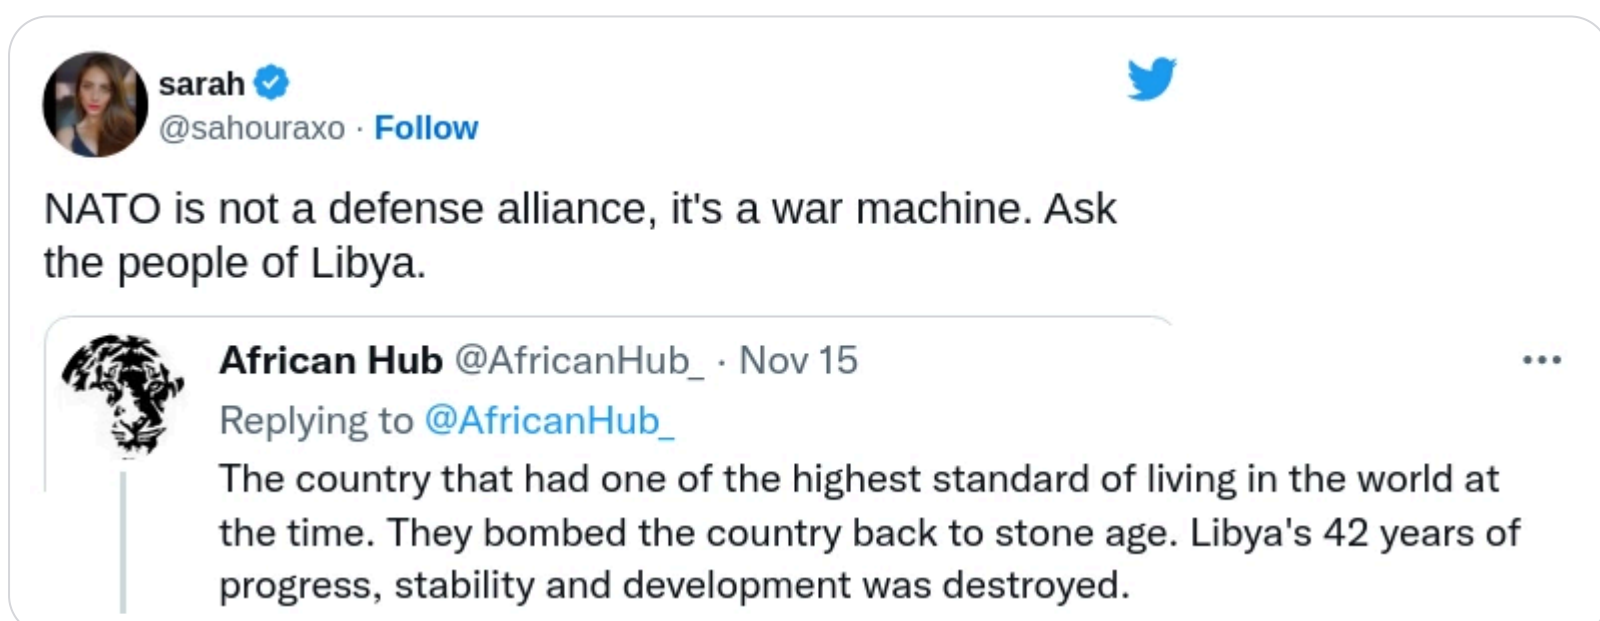 sarah
@sahouraxo · Follow
NATO is not a defense alliance, it's a war machine. Ask
the people of Libya.
African Hub @AfricanHub_ · Nov 15
Replying to @AfricanHub_
The country that had one of the highest standard of living in the world at
the time. They bombed the country back to stone age. Libya's 42 years of
progress, stability and development was destroyed.